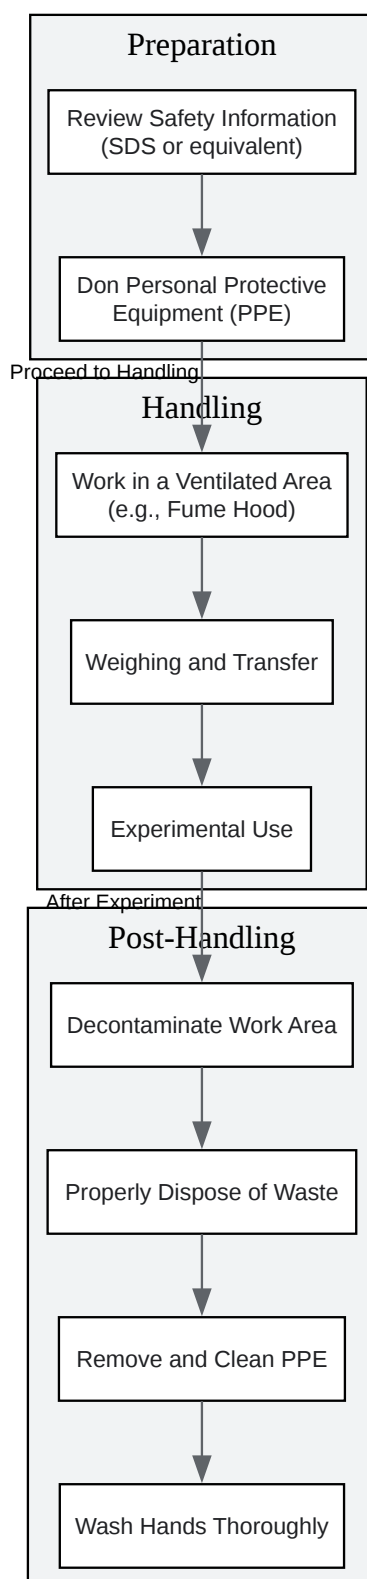 Preparation
Review Safety Information
(SDS or equivalent)
Don Personal Protective
Equipment (PPE)
Proceed to Handling
Handling
Work in a Ventilated Area
(e.g., Fume Hood)
Weighing and Transfer
Experimental Use
After Experiment
Post-Handling
Decontaminate Work Area
Properly Dispose of Waste
Remove and Clean PPE
Wash Hands Thoroughly